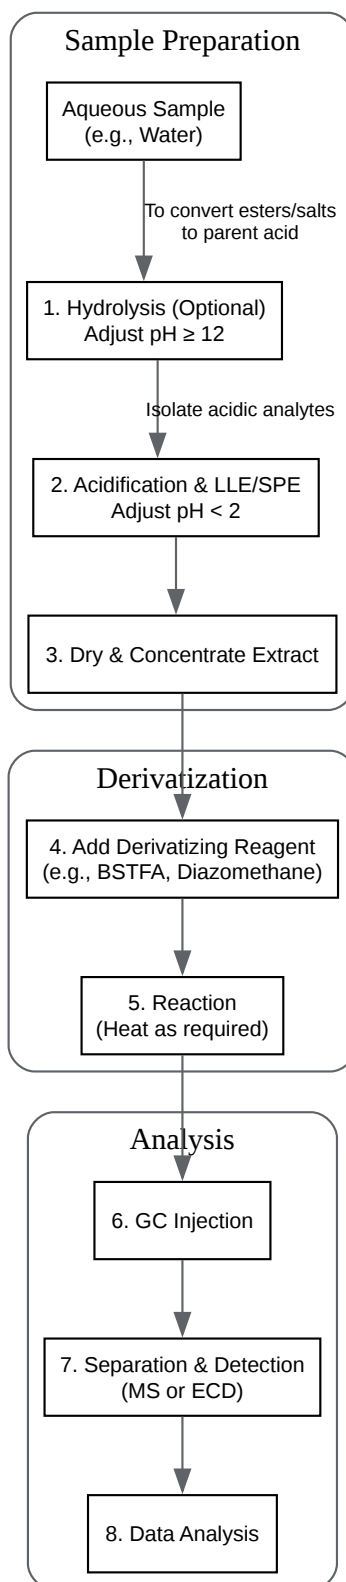 Sample Preparation
Aqueous Sample
(e.g., Water)
To convert esters/salts
to parent acid
1. Hydrolysis (Optional)
Adjust pH ≥ 12
Isolate acidic analytes
2. Acidification & LLE/SPE
Adjust pH < 2
3. Dry & Concentrate Extract
Derivatization
4. Add Derivatizing Reagent
(e.g., BSTFA, Diazomethane)
5. Reaction
(Heat as required)
Analysis
6. GC Injection
7. Separation & Detection
(MS or ECD)
8. Data Analysis